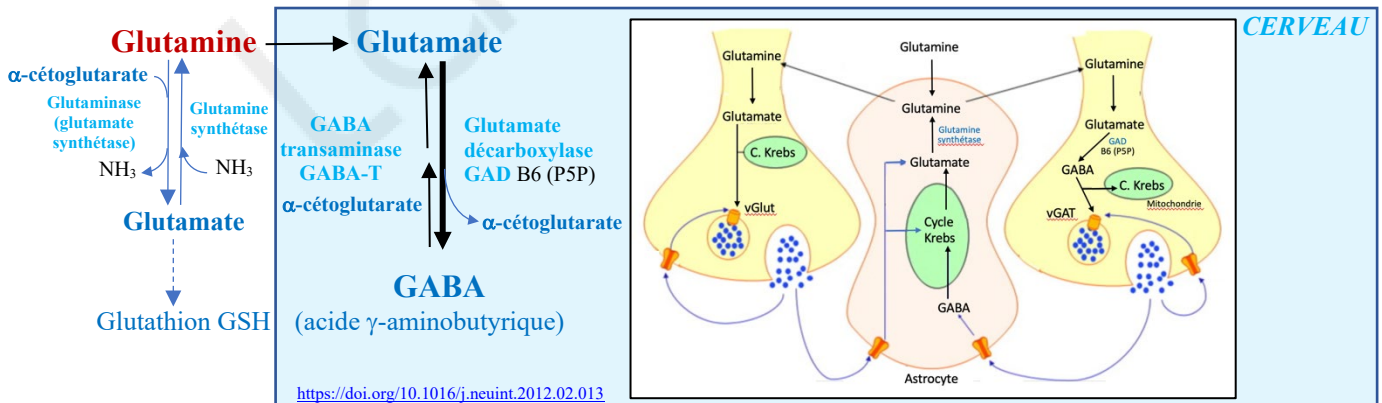 CERVEAU
Glutamine
Glutamate
α-cétoglutarate
Glutaminase
(glutamate
synthétase)
Glutamine
synthétase
NH3
NH3
Glutamate
Glutathion GSH
GABA
transaminase
GABA-T
α-cétoglutarate
Glutamate
décarboxylase
GAD B6 (P5P)
α-cétoglutarate
GABA
(acide γ-aminobutyrique)
https://doi.org/10.1016/j.neuint.2012.02.013
Glutamine
Glutamate
C. Krebs
vGlut
Glutamine
Glutamine
Glutamine
synthétase
Glutamate
Cycle
Krebs
GABA
Astrocyte
Glutamine
Glutamate
GAD
B6 (P5P)
GABA
C. Krebs
Mitochondrie
vGAT